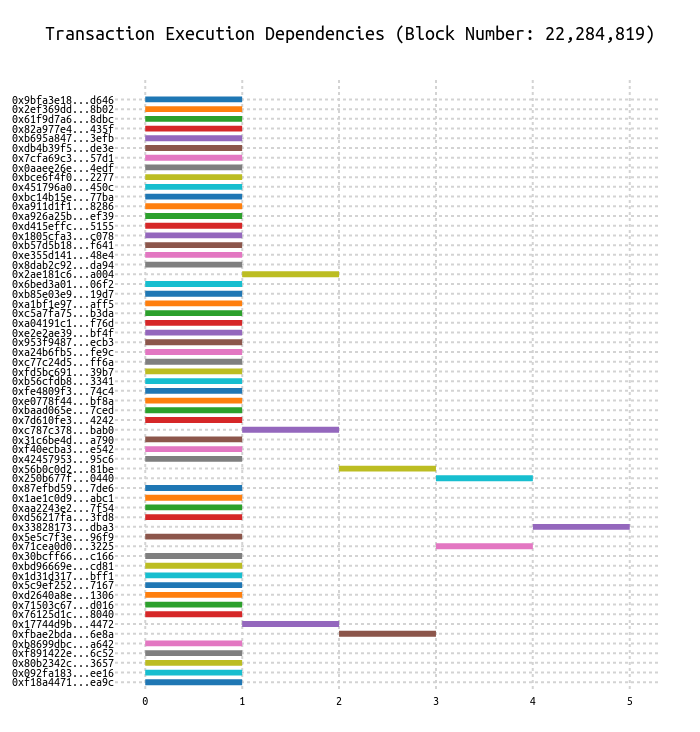 Transaction Execution Dependencies (Block Number: 22,284,819)
0x9bfa3e18...d646
0x2ef369dd...8b02
0x61f9d7a6...8dbc
0x82a977e4...435f
0xb695a847...3efb
0xdb4b39f5...de3e
0x7cfa69c3...57d1
0x0aaee26e...4edf
0xbce6f4f0...2277
0x451796a0...450c
0xbc14b15e...77ba
0xa911d1f1...8286
0xa926a25b...ef39
0xd415effc...5155
0x1805cfa3...c078
0xb57d5b18...f641
0xe355d141...48e4
0x8dab2c92...da94
0x2ae181c6...a004
0x6bed3a01...06f2
0xb85e03e9...19d7
0xa1bf1e97...aff5
0xc5a7fa75...b3da
0xa04191c1...f76d
0xe2e2ae39...bf4f
0x953f9487...ecb3
0xa24b6fb5...fe9c
0xc77c24d5...ff6a
0xfd5bc691...39b7
0xb56cfdb8...3341
0xfe4809f3...74c4
0xe0778f44...bf8a
0xbaad065e...7ced
0x7d610fe3...4242
0xc787c378...bab0
0x31c6be4d...a790
0xf40ecba3...e542
0x42457953...95c6
0x56b0c0d2...81be
0x250b677f...0440
0x87efbd59...7de6
0x1ae1c0d9...abc1
0xaa2243e2...7f54
0xd56217fa...3fd8
0x33828173...dba3
0x5e5c7f3e...96f9
0x71cea0d0...3225
0x30bcff66...c166
0xbd96669e...cd81
0x1d31d317...bff1
0x5c9ef252...7167
0xd2640a8e...1306
0x71503c67...d016
0x76125d1c...8040
0x17744d9b...4472
0xfbae2bda...6e8a
0xb8699dbc...a642
0xf891422e...6c52
0x80b2342c...3657
0x092fa183...ee16
0xf18a4471...ea9c
0 1 2 3 4 5